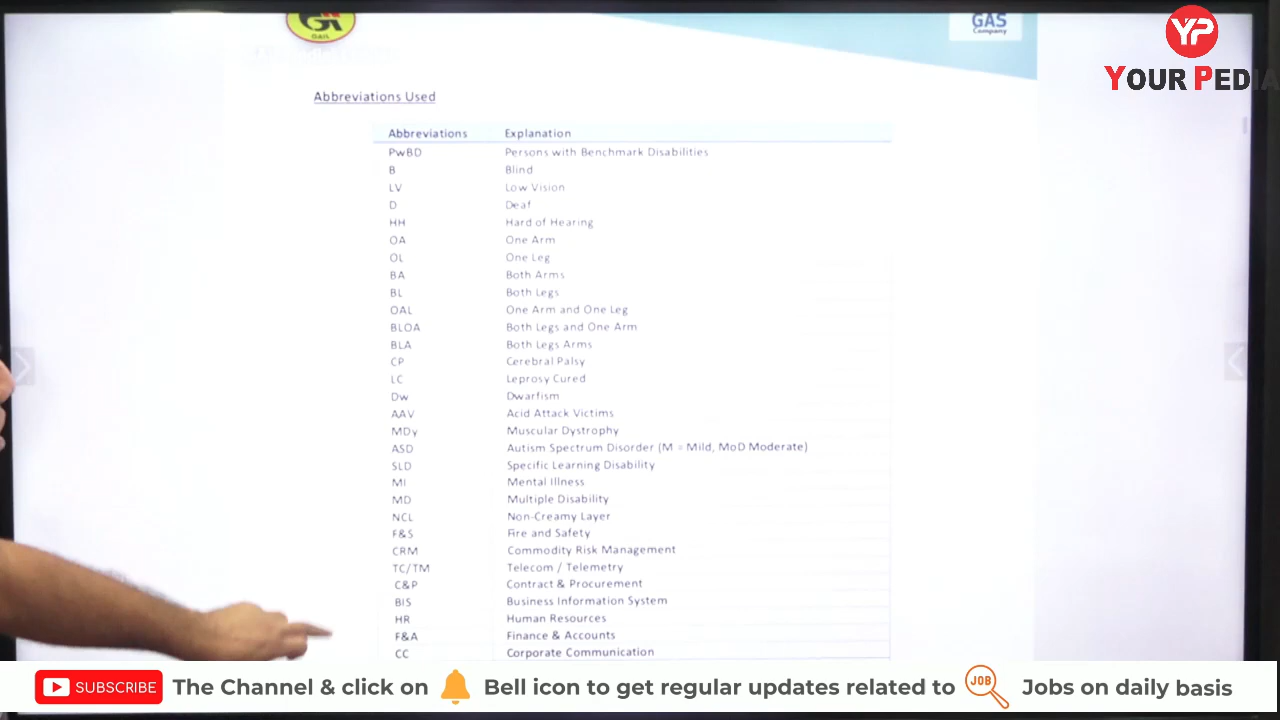 GAIL
GAS
Company
YP
YOUR PEDIA
Abbreviations Used
Abbreviations Explanation
PwBD Persons with Benchmark Disabilities
B Blind
LV Low Vision
D Deaf
HH Hard of Hearing
OA One Arm
OL One Leg
BA Both Arms
BL Both Legs
OAL One Arm and One Leg
BLOA Both Legs and One Arm
BLA Both Legs Arms
CP Cerebral Palsy
LC Leprosy Cured
Dw Dwarfism
AAV Acid Attack Victims
MDy Muscular Dystrophy
ASD Autism Spectrum Disorder (M = Mild, MoD Moderate)
SLD Specific Learning Disability
MI Mental Illness
MD Multiple Disability
NCL Non-Creamy Layer
F&S Fire and Safety
CRM Commodity Risk Management
TC/TM Telecom / Telemetry
C&P Contract & Procurement
BIS Business Information System
HR Human Resources
F&A Finance & Accounts
CC Corporate Communication
SUBSCRIBE The Channel & click on Bell icon to get regular updates related to JOB Jobs on daily basis